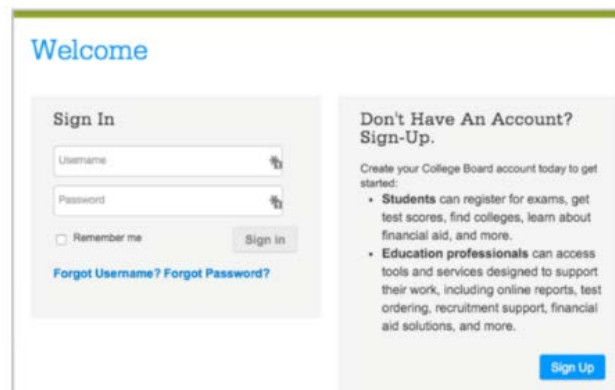 Welcome
Sign In
Username
Password
Remember me
Sign in
Forgot Username? Forgot Password?
Don't Have An Account?
Sign-Up.
Create your College Board account today to get
started:
• Students can register for exams, get
test scores, find colleges, learn about
financial aid, and more.
• Education professionals can access
tools and services designed to support
their work, including online reports, test
ordering, recruitment support, financial
aid solutions, and more.
Sign Up